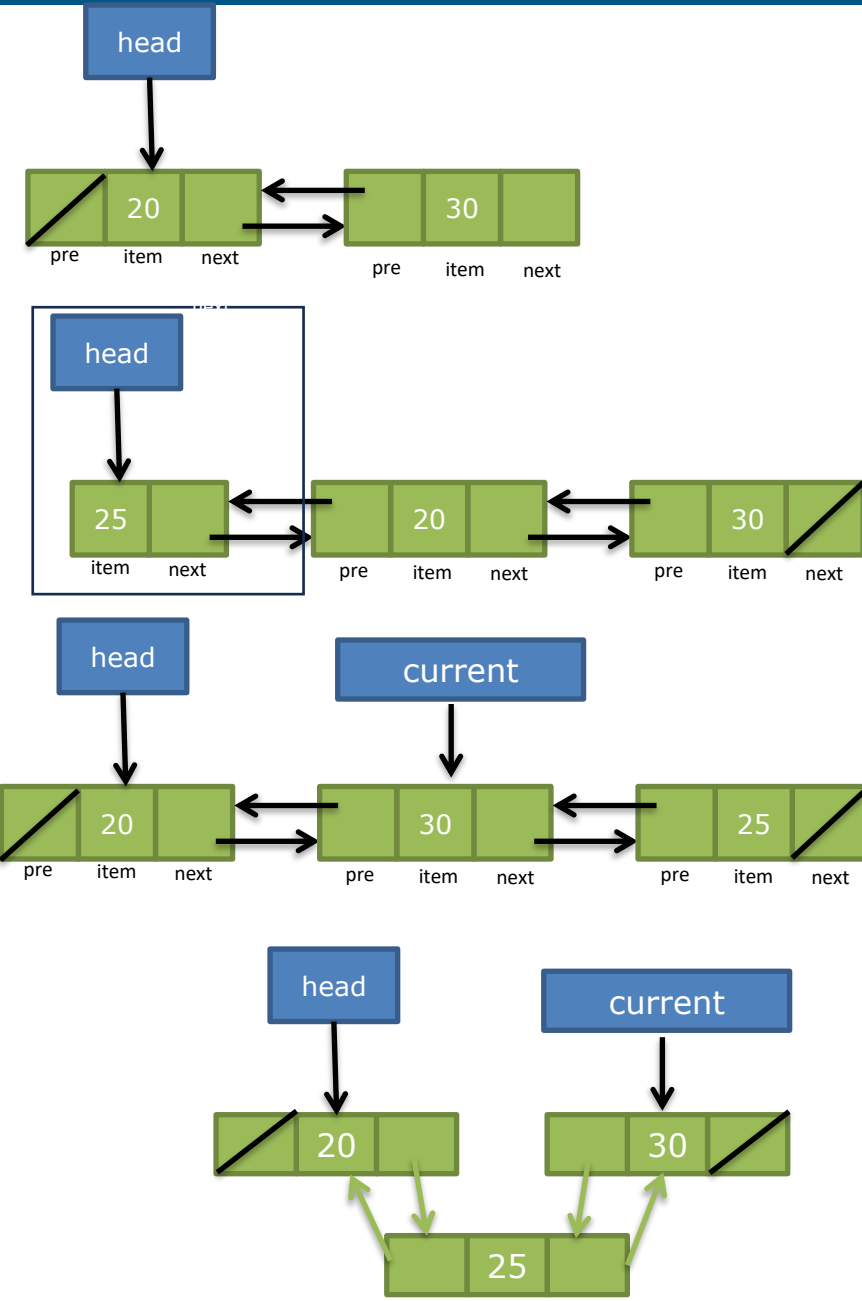 head
20 30
pre item next
pre item next
next
head
25 20 30
item next pre item next pre item next
head current
20 30 25
pre item next pre item next pre item next
head current
20 30
25